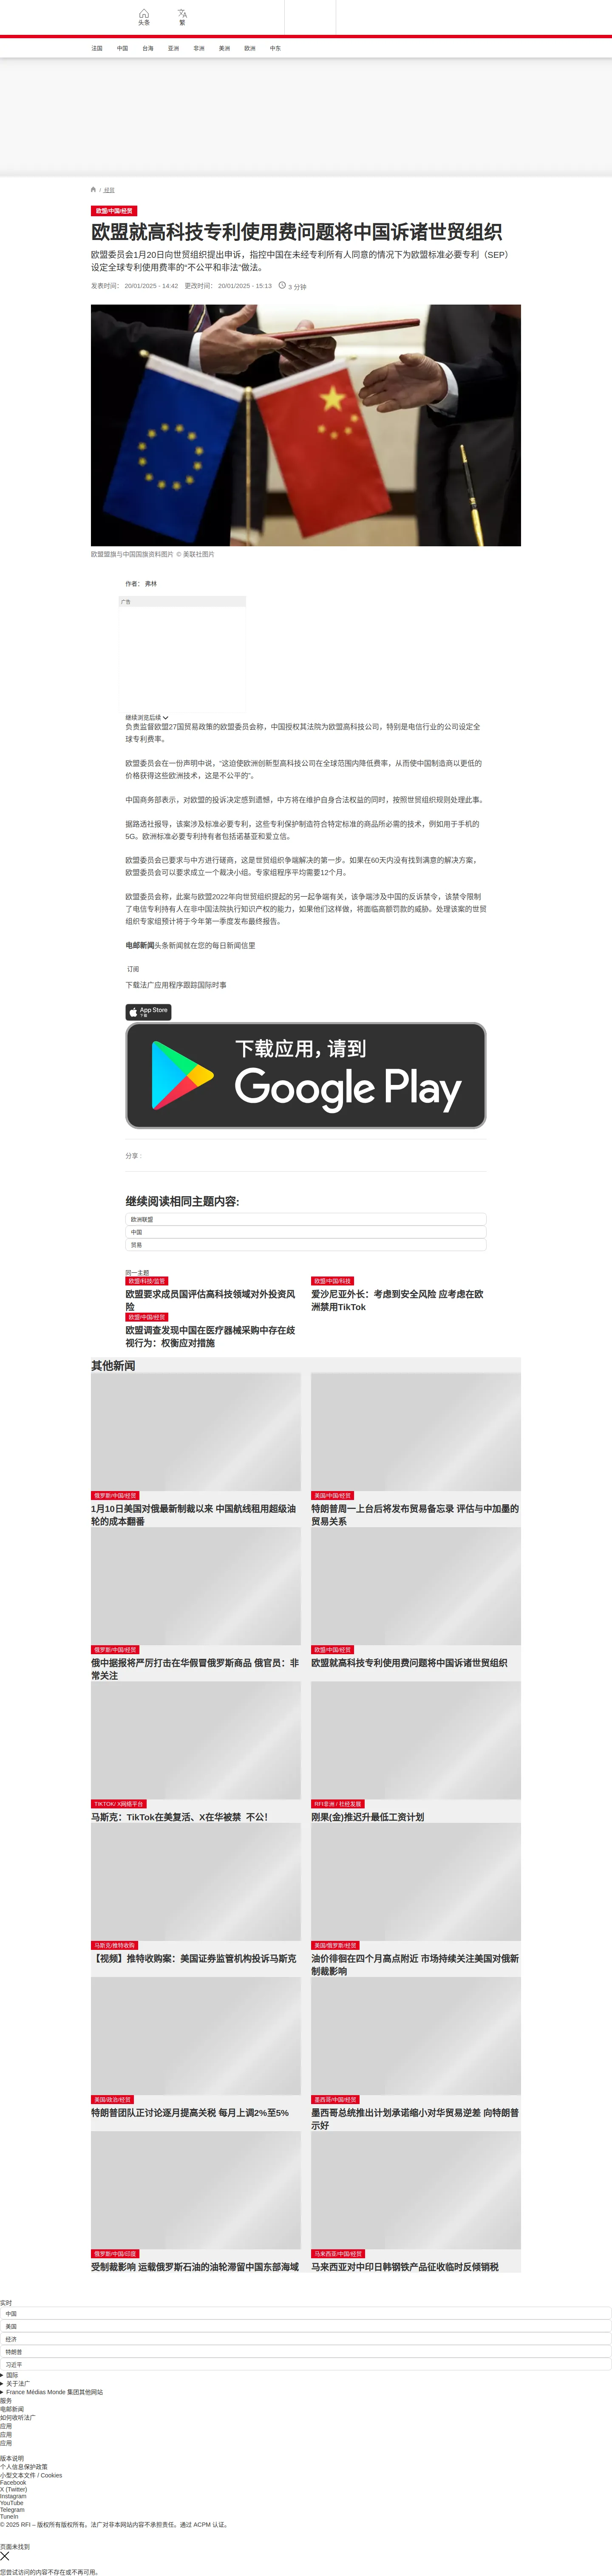 头条
繁
法国
中国
台海
亚洲
非洲
美洲
欧洲
中东
/ 经贸
欧盟/中国/经贸
欧盟就高科技专利使用费问题将中国诉诸世贸组织
欧盟委员会1月20日向世贸组织提出申诉，指控中国在未经专利所有人同意的情况下为欧盟标准必要专利（SEP）
设定全球专利使用费率的“不公平和非法”做法。
发表时间： 20/01/2025 - 14:42 更改时间： 20/01/2025 - 15:13 3 分钟
欧盟盟旗与中国国旗资料图片 © 美联社图片
作者： 弗林
广告
继续浏览后续
负责监督欧盟27国贸易政策的欧盟委员会称，中国授权其法院为欧盟高科技公司，特别是电信行业的公司设定全
球专利费率。
欧盟委员会在一份声明中说，“这迫使欧洲创新型高科技公司在全球范围内降低费率，从而使中国制造商以更低的
价格获得这些欧洲技术，这是不公平的”。
中国商务部表示，对欧盟的投诉决定感到遗憾，中方将在维护自身合法权益的同时，按照世贸组织规则处理此事。
据路透社报导，该案涉及标准必要专利，这些专利保护制造符合特定标准的商品所必需的技术，例如用于手机的
5G。欧洲标准必要专利持有者包括诺基亚和爱立信。
欧盟委员会已要求与中方进行磋商，这是世贸组织争端解决的第一步。如果在60天内没有找到满意的解决方案，
欧盟委员会可以要求成立一个裁决小组。专家组程序平均需要12个月。
欧盟委员会称，此案与欧盟2022年向世贸组织提起的另一起争端有关，该争端涉及中国的反诉禁令，该禁令限制
了电信专利持有人在非中国法院执行知识产权的能力，如果他们这样做，将面临高额罚款的威胁。处理该案的世贸
组织专家组预计将于今年第一季度发布最终报告。
电邮新闻头条新闻就在您的每日新闻信里
订阅
下载法广应用程序跟踪国际时事
App Store
下载
下载应用，请到
Google Play
分享 :
继续阅读相同主题内容:
欧洲联盟
中国
贸易
同一主题
欧盟/科技/监管
欧盟要求成员国评估高科技领域对外投资风
险
欧盟/中国/科技
爱沙尼亚外长：考虑到安全风险 应考虑在欧
洲禁用TikTok
欧盟/中国/经贸
欧盟调查发现中国在医疗器械采购中存在歧
视行为：权衡应对措施
其他新闻
俄罗斯/中国/经贸
1月10日美国对俄最新制裁以来 中国航线租用超级油
轮的成本翻番
美国/中国/经贸
特朗普周一上台后将发布贸易备忘录 评估与中加墨的
贸易关系
俄罗斯/中国/经贸
俄中据报将严厉打击在华假冒俄罗斯商品 俄官员：非
常关注
欧盟/中国/经贸
欧盟就高科技专利使用费问题将中国诉诸世贸组织
TIKTOK/ X网络平台
马斯克：TikTok在美复活、X在华被禁 不公！
RFI非洲 / 社经发展
刚果(金)推迟升最低工资计划
马斯克/推特收购
【视频】推特收购案：美国证券监管机构投诉马斯克
美国/俄罗斯/经贸
油价徘徊在四个月高点附近 市场持续关注美国对俄新
制裁影响
美国/政治/经贸
特朗普团队正讨论逐月提高关税 每月上调2%至5%
墨西哥/中国/经贸
墨西哥总统推出计划承诺缩小对华贸易逆差 向特朗普
示好
俄罗斯/中国/印度
受制裁影响 运载俄罗斯石油的油轮滞留中国东部海域
马来西亚/中国/经贸
马来西亚对中印日韩钢铁产品征收临时反倾销税
实时
中国
美国
经济
特朗普
习近平
国际
关于法广
France Médias Monde 集团其他网站
服务
电邮新闻
如何收听法广
应用
应用
应用
版本说明
个人信息保护政策
小型文本文件 / Cookies
Facebook
X (Twitter)
Instagram
YouTube
Telegram
TuneIn
© 2025 RFI – 版权所有版权所有。法广对非本网站内容不承担责任。通过 ACPM 认证。
页面未找到
您尝试访问的内容不存在或不再可用。